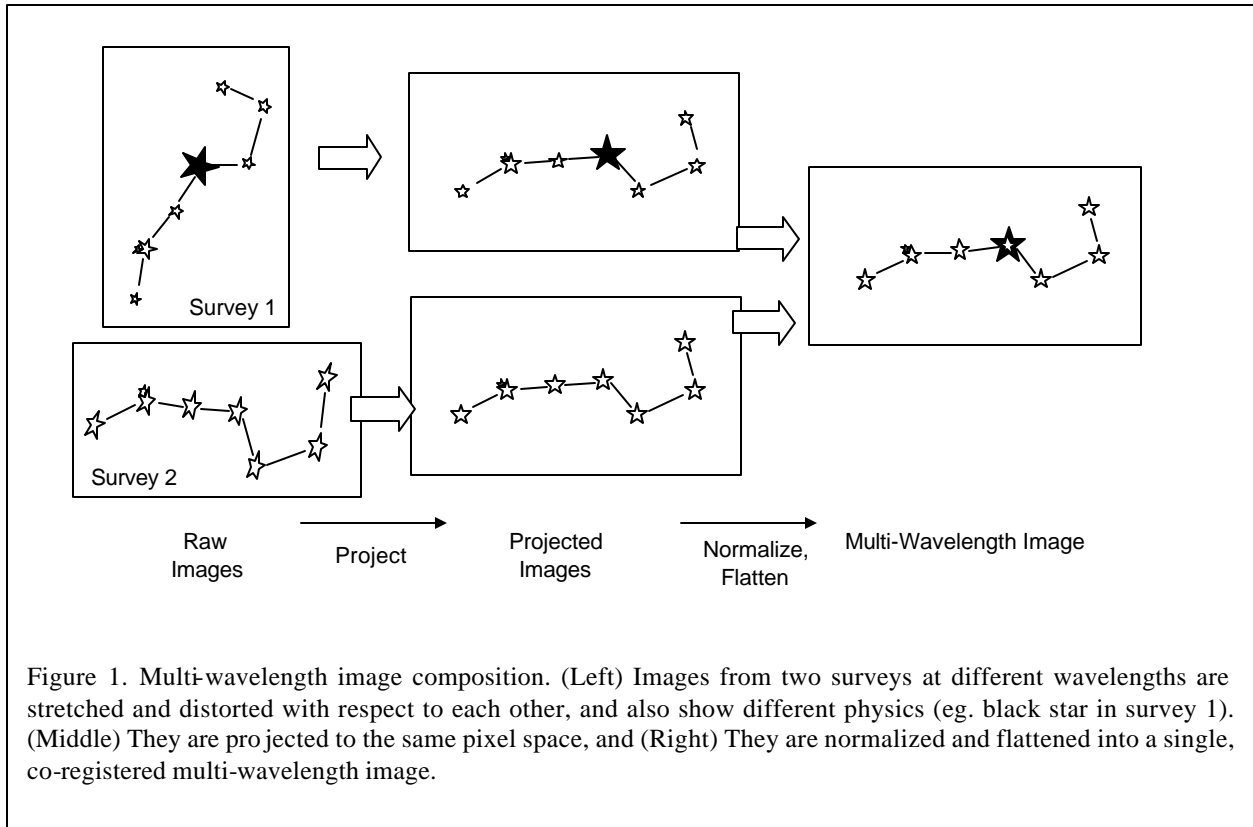 Survey 1
Survey 2
Raw
Images
Project
Projected
Images
Normalize,
Flatten
Multi-Wavelength Image
Figure 1. Multi-wavelength image composition. (Left) Images from two surveys at different wavelengths are
stretched and distorted with respect to each other, and also show different physics (eg. black star in survey 1).
(Middle) They are projected to the same pixel space, and (Right) They are normalized and flattened into a single,
co-registered multi-wavelength image.